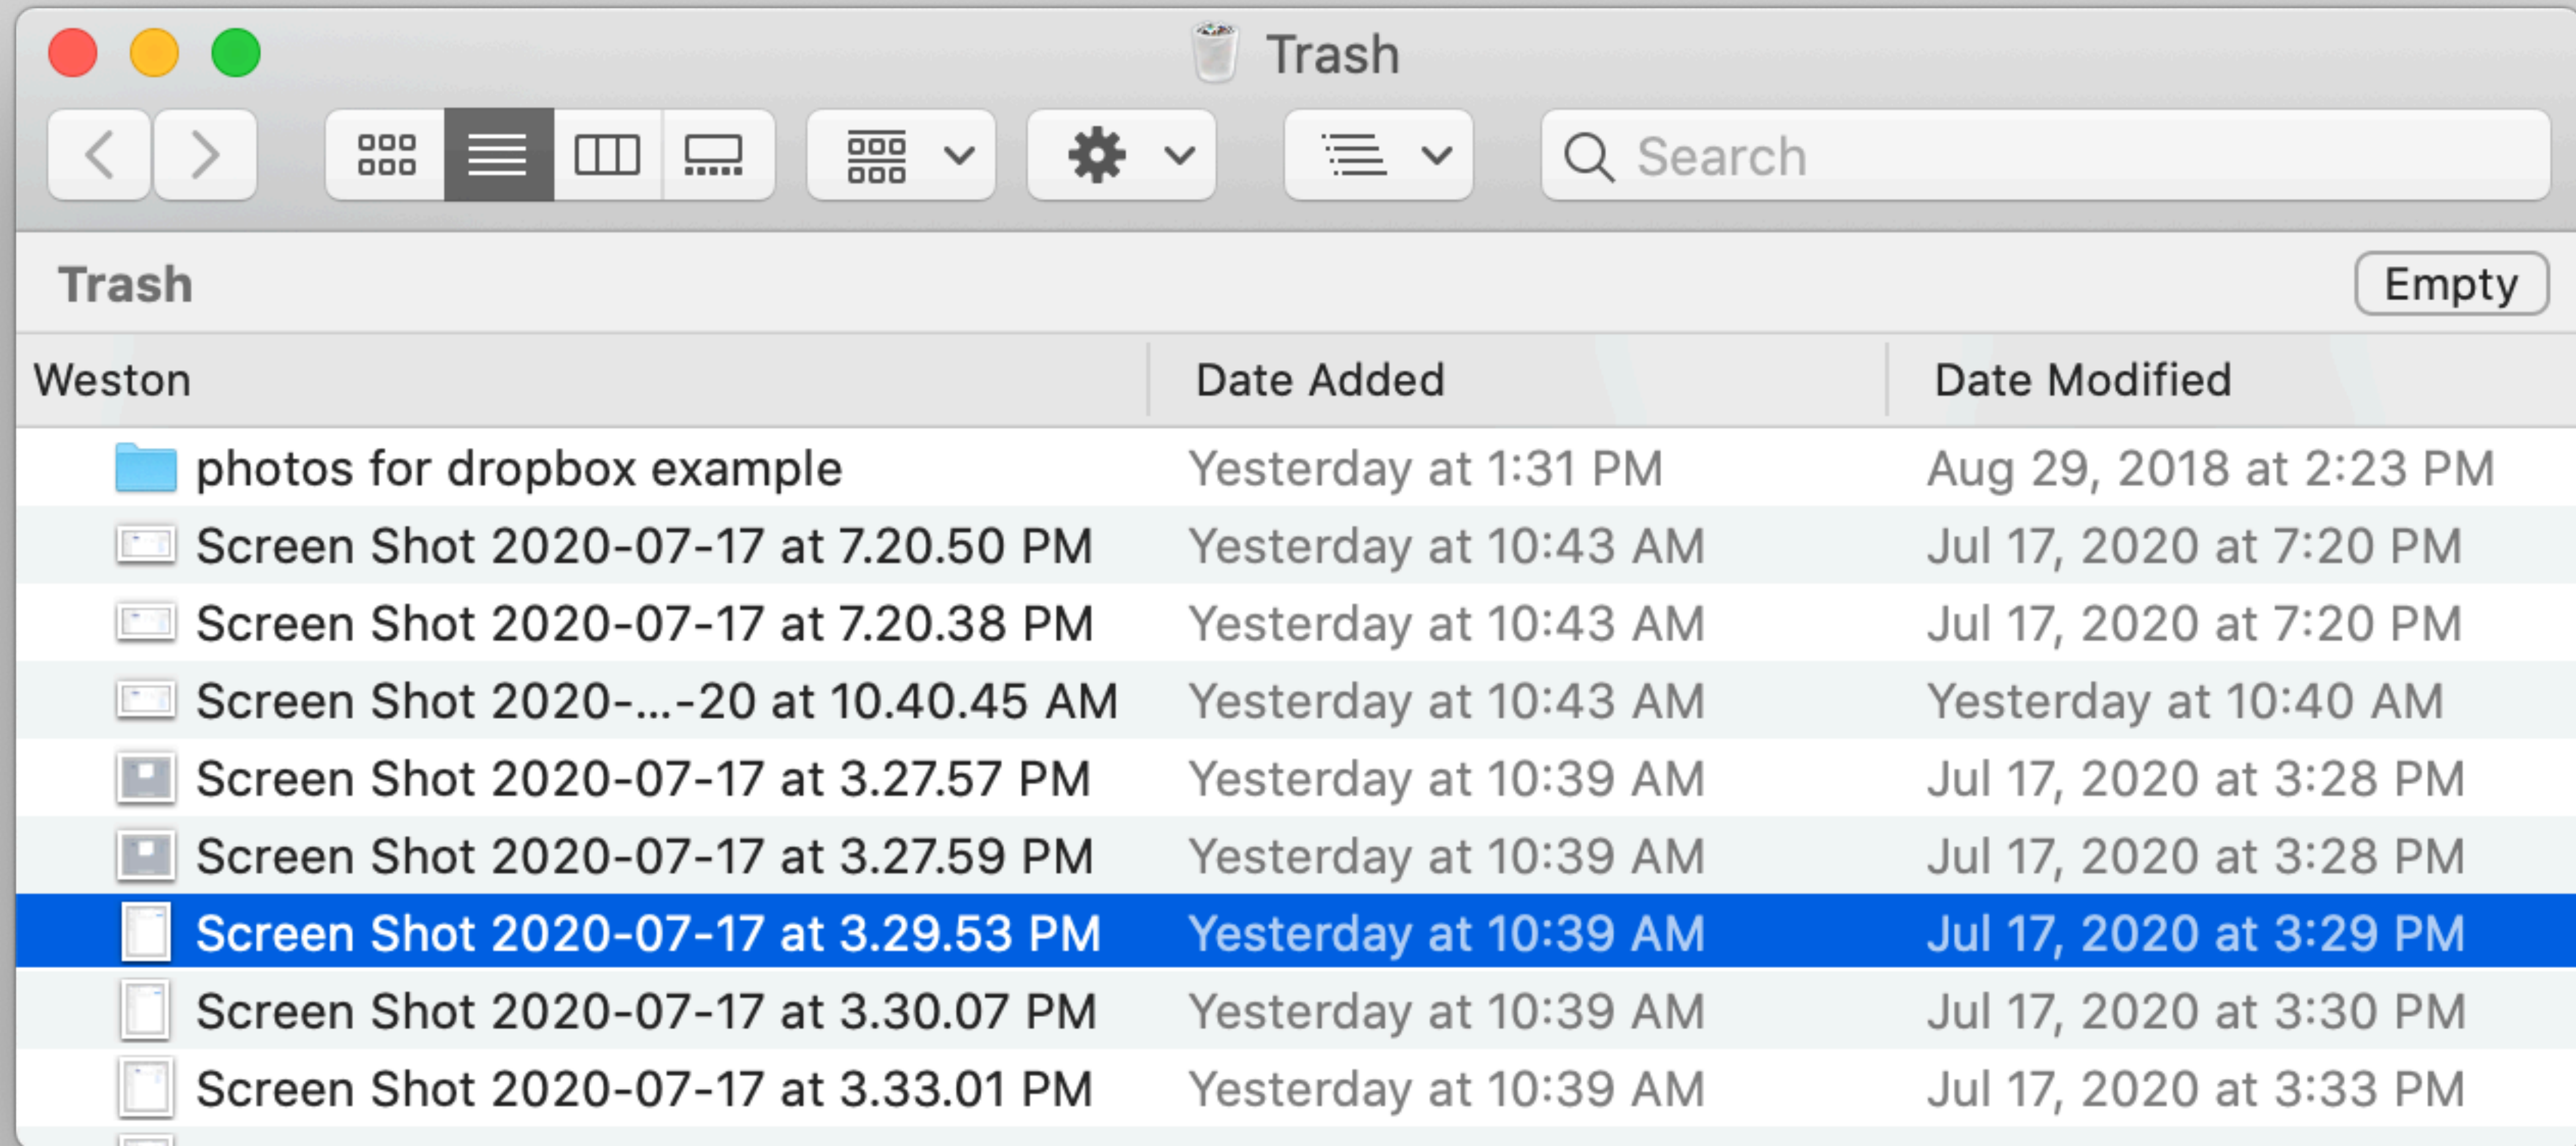 Trash
Search
Trash Empty
Weston Date Added Date Modified
photos for dropbox example Yesterday at 1:31 PM Aug 29, 2018 at 2:23 PM
Screen Shot 2020-07-17 at 7.20.50 PM Yesterday at 10:43 AM Jul 17, 2020 at 7:20 PM
Screen Shot 2020-07-17 at 7.20.38 PM Yesterday at 10:43 AM Jul 17, 2020 at 7:20 PM
Screen Shot 2020-...-20 at 10.40.45 AM Yesterday at 10:43 AM Yesterday at 10:40 AM
Screen Shot 2020-07-17 at 3.27.57 PM Yesterday at 10:39 AM Jul 17, 2020 at 3:28 PM
Screen Shot 2020-07-17 at 3.27.59 PM Yesterday at 10:39 AM Jul 17, 2020 at 3:28 PM
Screen Shot 2020-07-17 at 3.29.53 PM Yesterday at 10:39 AM Jul 17, 2020 at 3:29 PM
Screen Shot 2020-07-17 at 3.30.07 PM Yesterday at 10:39 AM Jul 17, 2020 at 3:30 PM
Screen Shot 2020-07-17 at 3.33.01 PM Yesterday at 10:39 AM Jul 17, 2020 at 3:33 PM